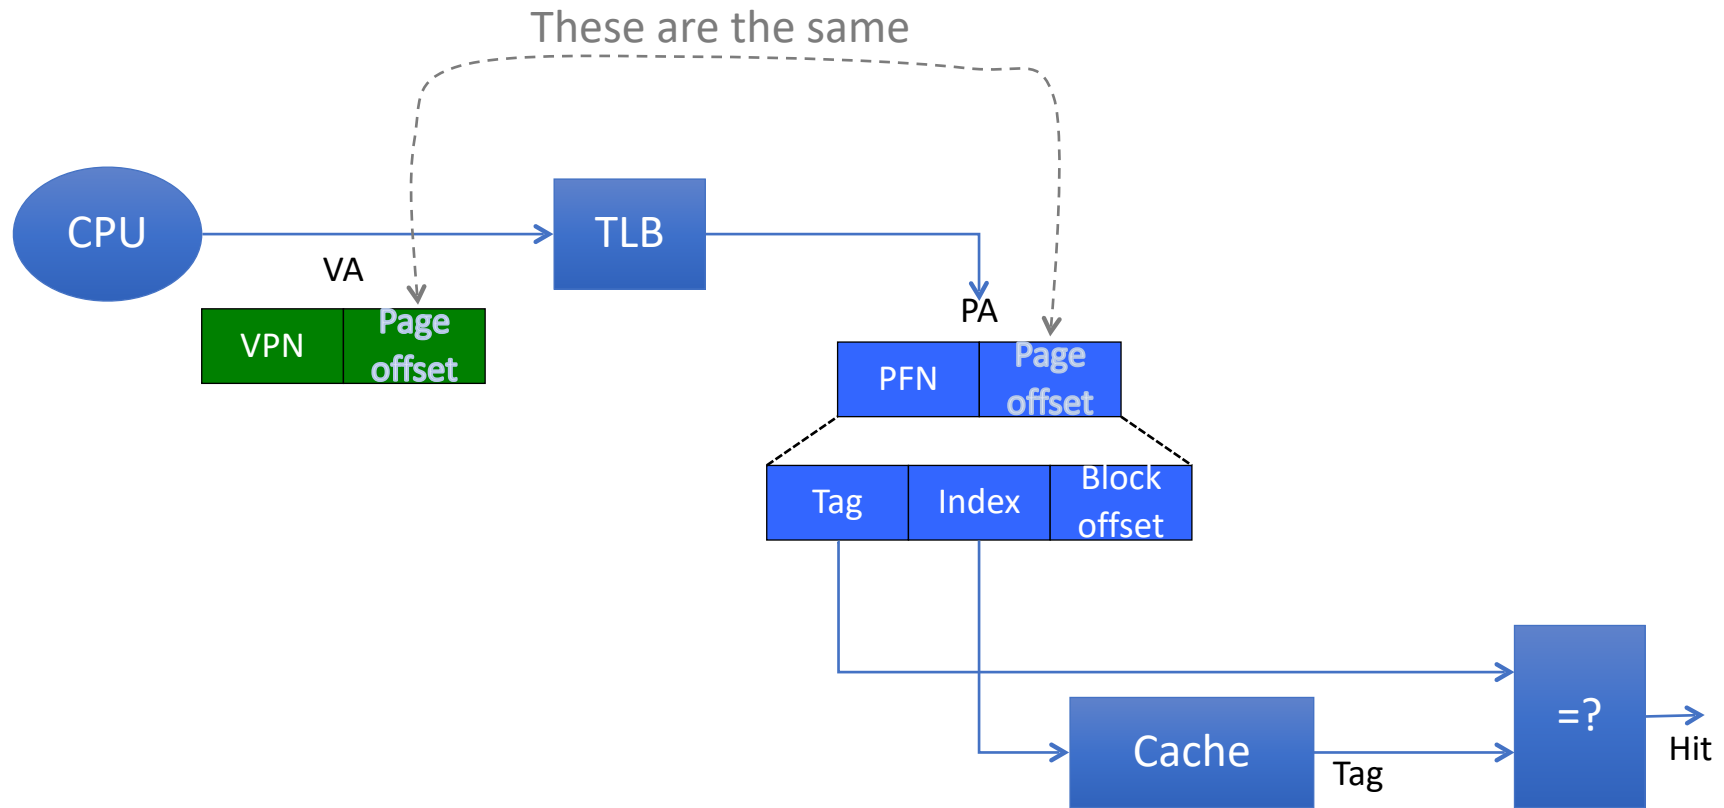 These are the same
CPU
TLB
VA
PA
VPN
Page
offset
PFN
Page
offset
Tag
Index
Block
offset
=?
Cache
Tag
Hit